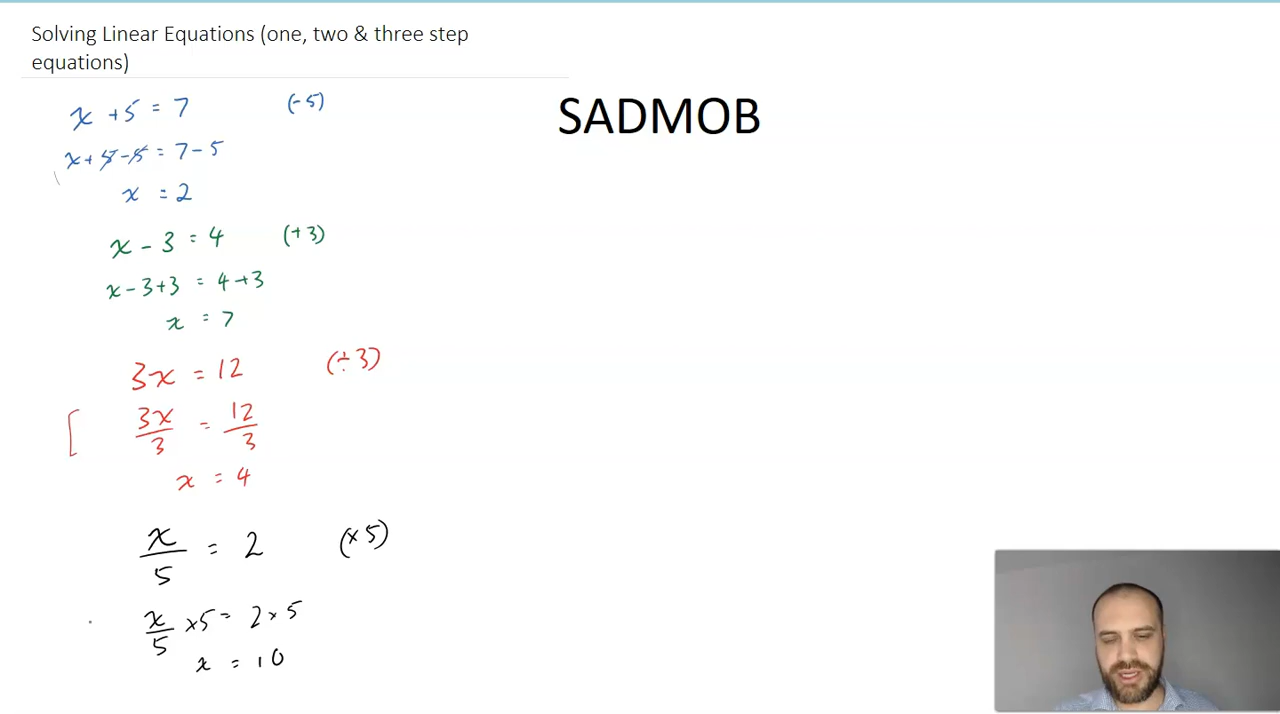 Solving Linear Equations (one, two & three step
equations)
SADMOB
x + 5 = 7 (-5)
x + 5 - 5 = 7 - 5
x = 2
x - 3 = 4 (+3)
x - 3 + 3 = 4 + 3
x = 7
3x = 12 (÷3)
3x/3 = 12/3
x = 4
x/5 = 2 (×5)
x/5 × 5 = 2 × 5
x = 10